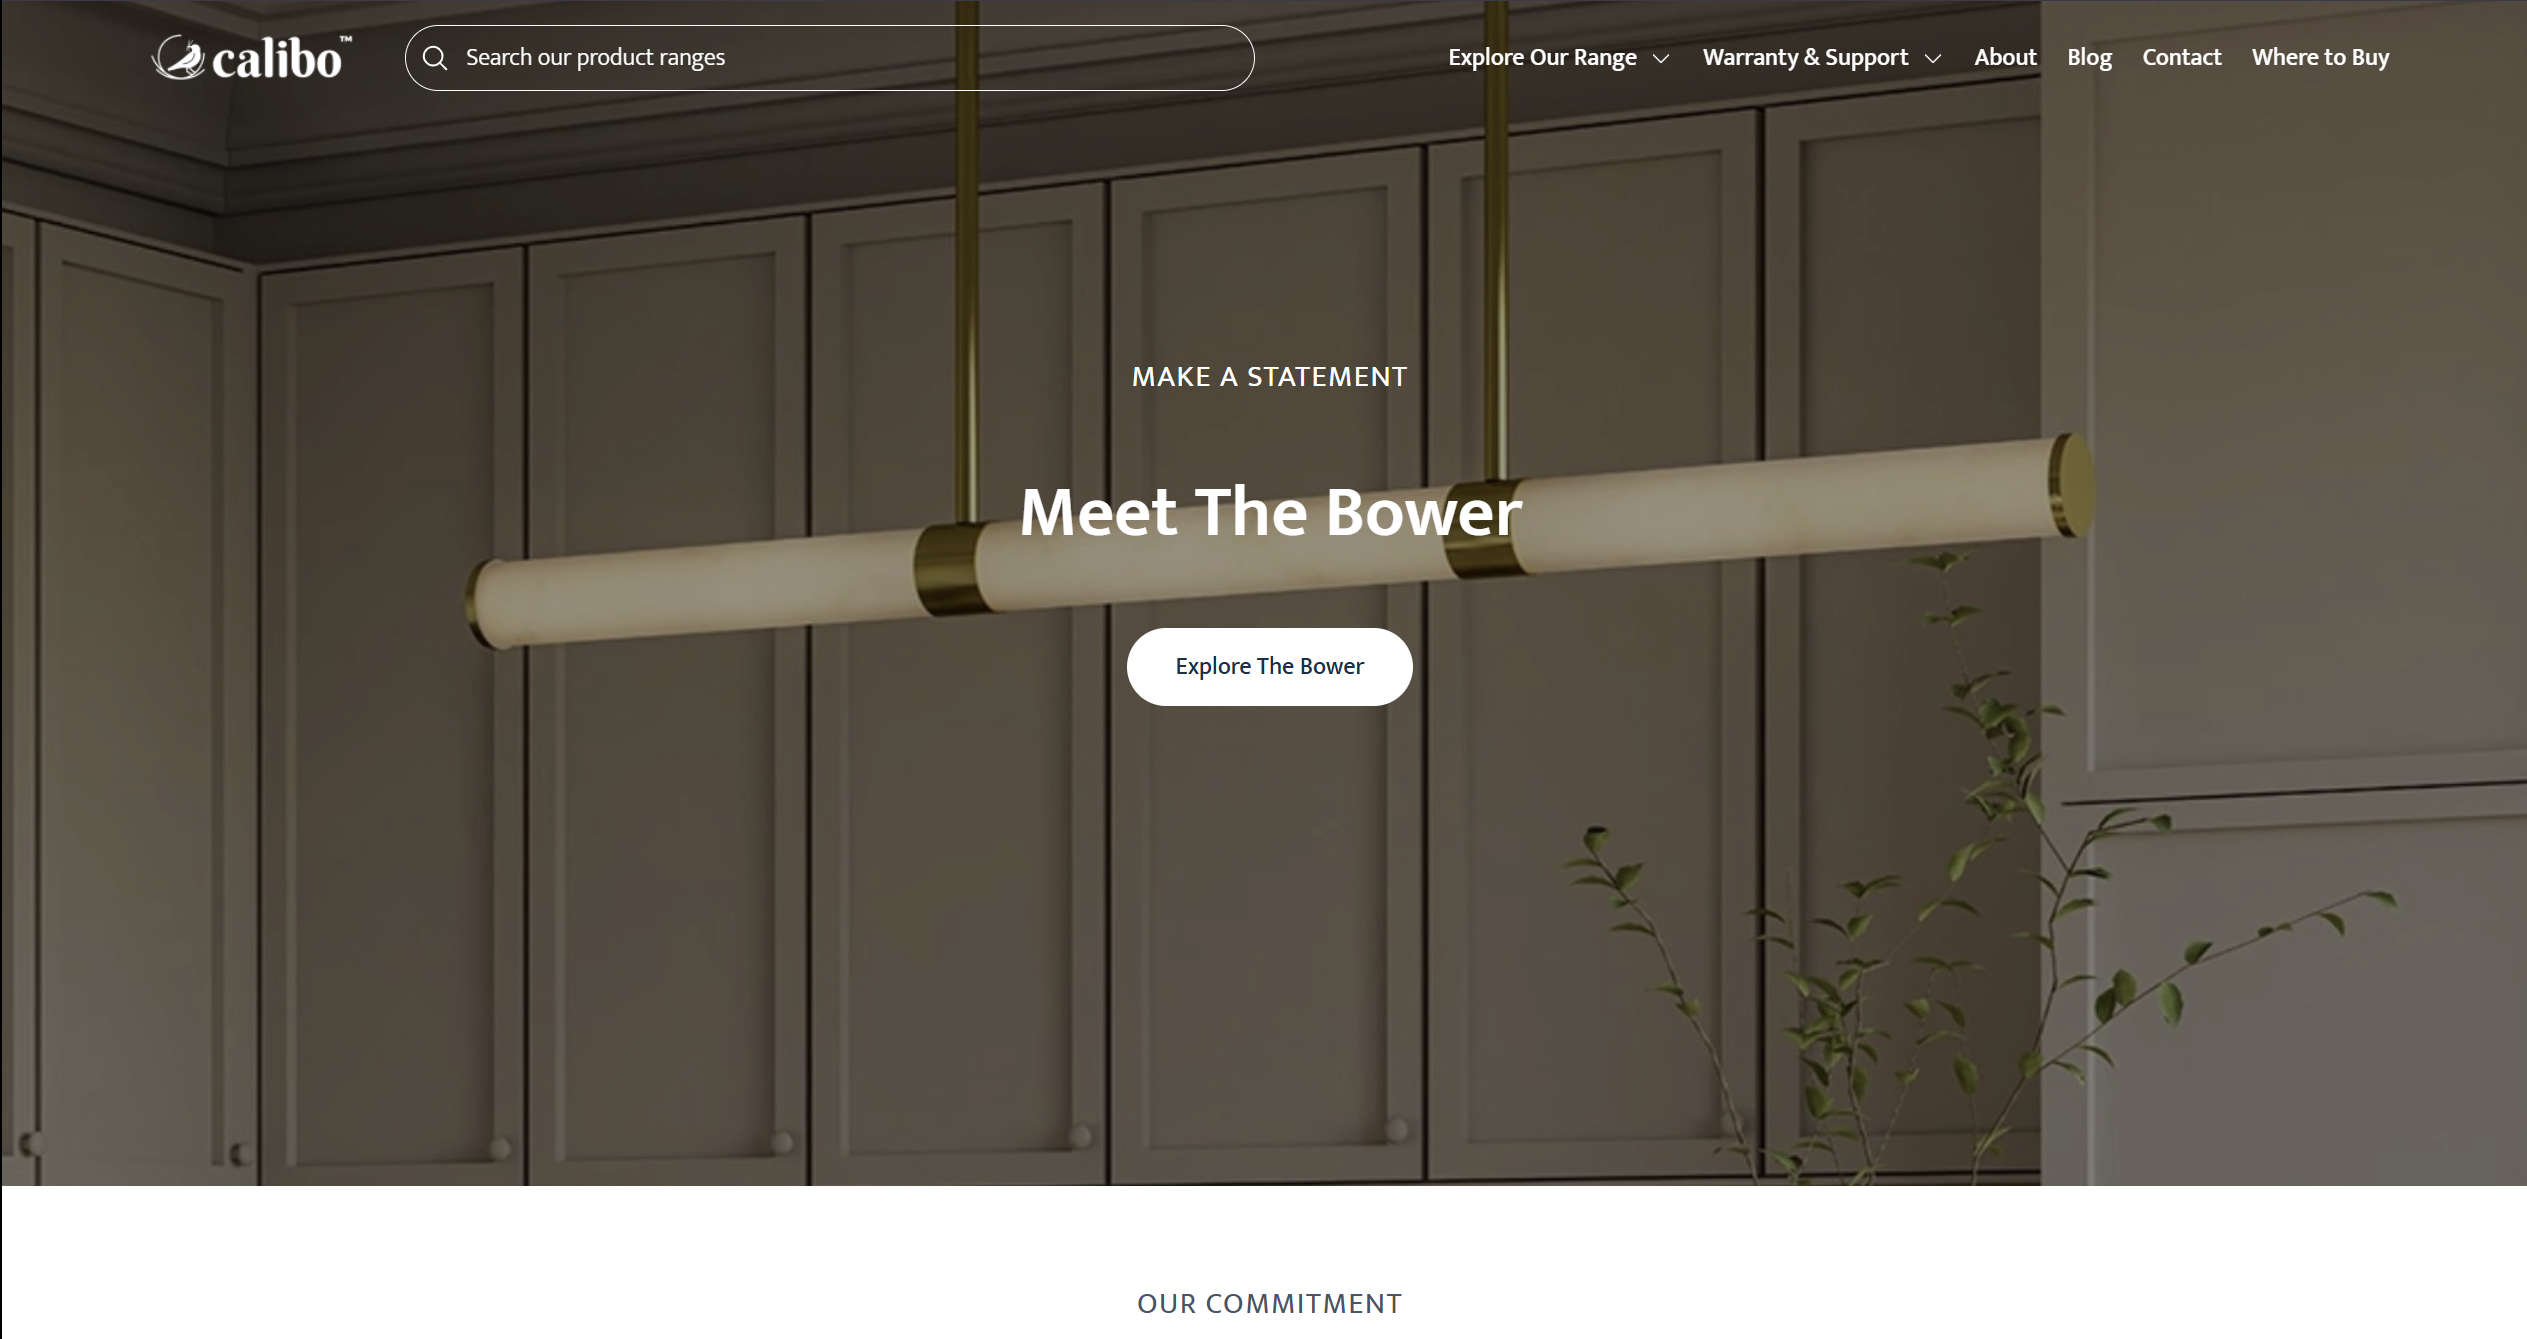 calibo™
Search our product ranges
Explore Our Range
Warranty & Support
About
Blog
Contact
Where to Buy
MAKE A STATEMENT
Meet The Bower
Explore The Bower
OUR COMMITMENT